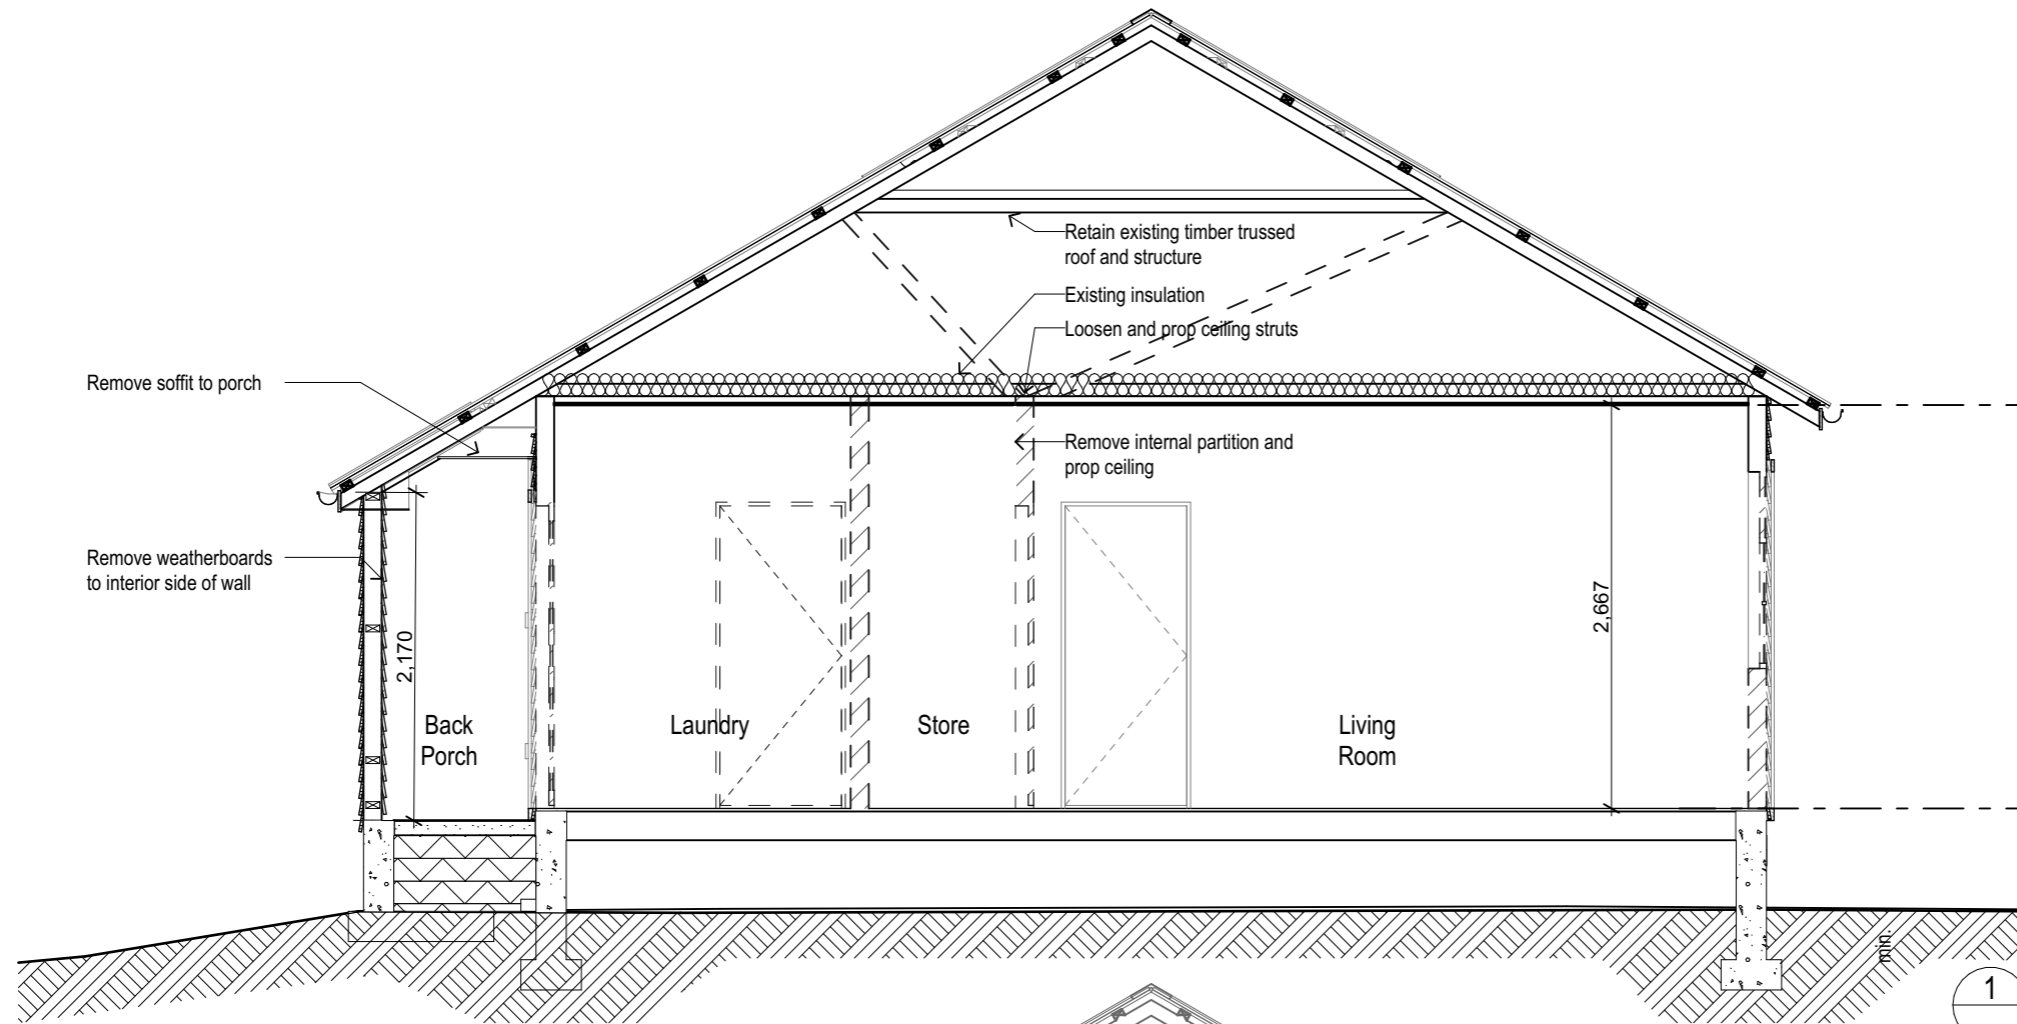 Retain existing timber trussed
roof and structure
Existing insulation
Loosen and prop ceiling struts
Remove soffit to porch
Remove internal partition and
prop ceiling
Remove weatherboards
to interior side of wall
2,170
2,667
Back
Porch
Laundry
Store
Living
Room
min.
1